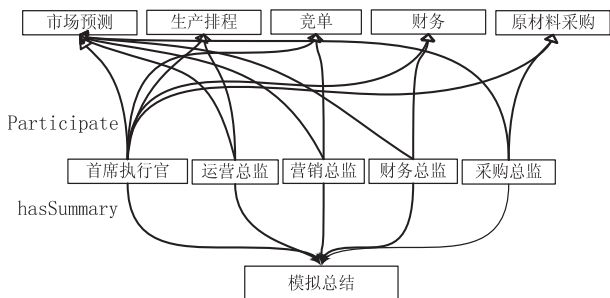 市场预测 生产排程 竞单 财务 原材料采购
Participate
首席执行官 运营总监 营销总监 财务总监 采购总监
hasSummary
模拟总结